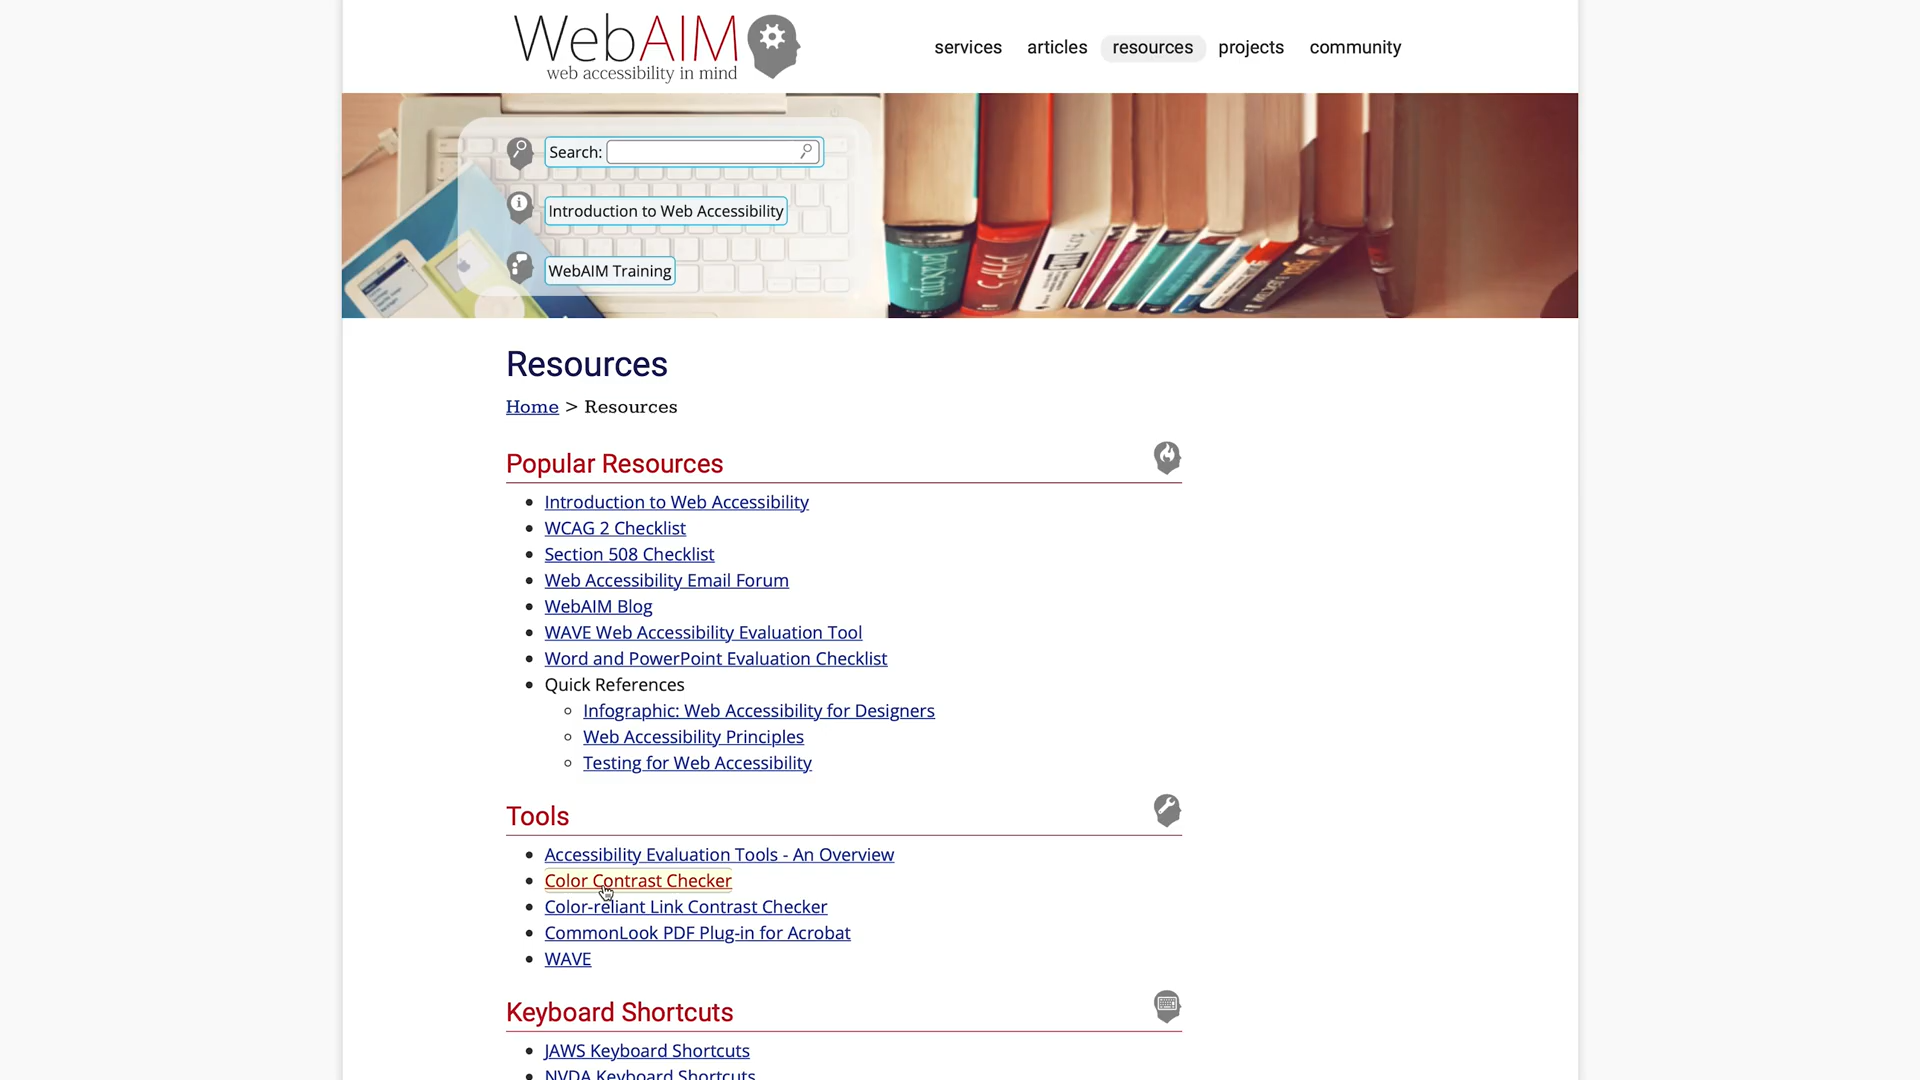 WebAIM
web accessibility in mind
services
articles
resources
projects
community
Search:
Introduction to Web Accessibility
WebAIM Training
Resources
Home > Resources
Popular Resources
Introduction to Web Accessibility
WCAG 2 Checklist
Section 508 Checklist
Web Accessibility Email Forum
WebAIM Blog
WAVE Web Accessibility Evaluation Tool
Word and PowerPoint Evaluation Checklist
Quick References
Infographic: Web Accessibility for Designers
Web Accessibility Principles
Testing for Web Accessibility
Tools
Accessibility Evaluation Tools - An Overview
Color Contrast Checker
Color-reliant Link Contrast Checker
CommonLook PDF Plug-in for Acrobat
WAVE
Keyboard Shortcuts
JAWS Keyboard Shortcuts
NVDA Keyboard Shortcuts